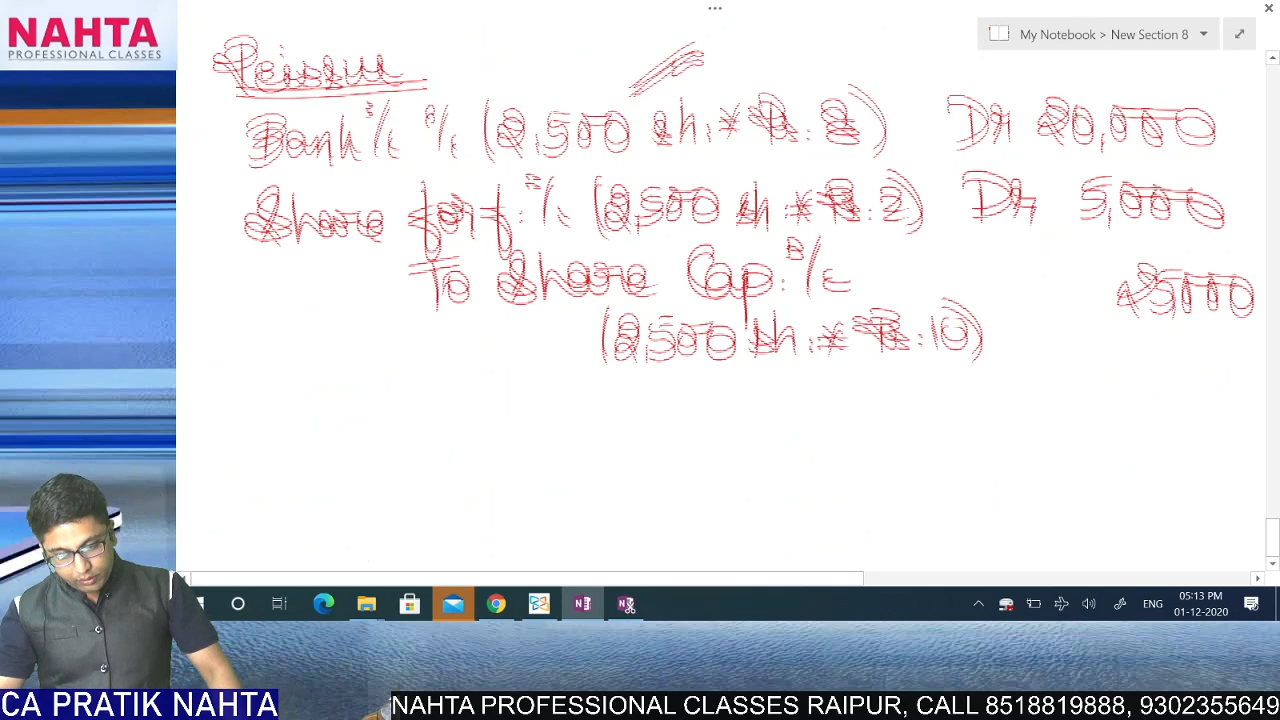 NAHTA
PROFESSIONAL CLASSES
My Notebook > New Section 8
Reissue
Bank A/c (2,500 sh. * Rs. 8) Dr 20,000
Share forf. A/c (2,500 sh. * Rs. 2) Dr 5,000
To Share Cap. A/c 25,000
(2,500 sh. * Rs. 10)
ENG
05:13 PM
01-12-2020
CA PRATIK NAHTA
NAHTA PROFESSIONAL CLASSES RAIPUR, CALL 8518819888, 9302355649